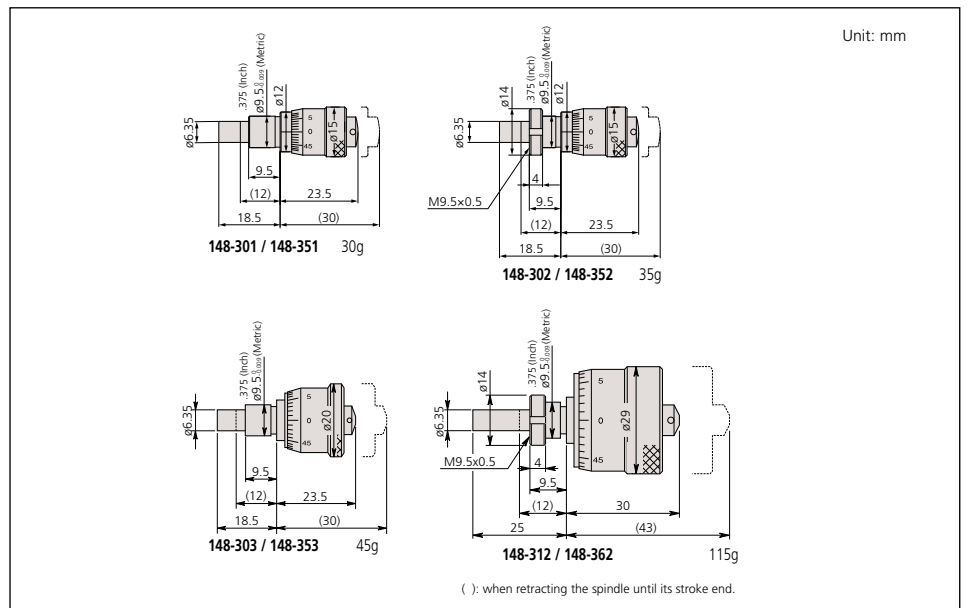 Unit: mm
.375 (Inch)
ø9.5 0 -0.009 (Metric)
ø12
ø6.35
5
0
45
ø15
9.5
(12)
23.5
18.5
(30)
148-301 / 148-351 30g
ø14
.375 (Inch)
ø9.5 0 -0.009 (Metric)
ø12
ø6.35
5
0
45
ø15
4
M9.5×0.5
9.5
(12)
23.5
18.5
(30)
148-302 / 148-352 35g
.375 (Inch)
ø9.5 0 -0.009 (Metric)
ø6.35
5
0
45
ø20
9.5
(12)
23.5
18.5
(30)
148-303 / 148-353 45g
ø14
.375 (Inch)
ø9.5 0 -0.009 (Metric)
ø6.35
5
0
45
ø29
M9.5x0.5
4
9.5
(12)
30
25
(43)
148-312 / 148-362 115g
( ): when retracting the spindle until its stroke end.